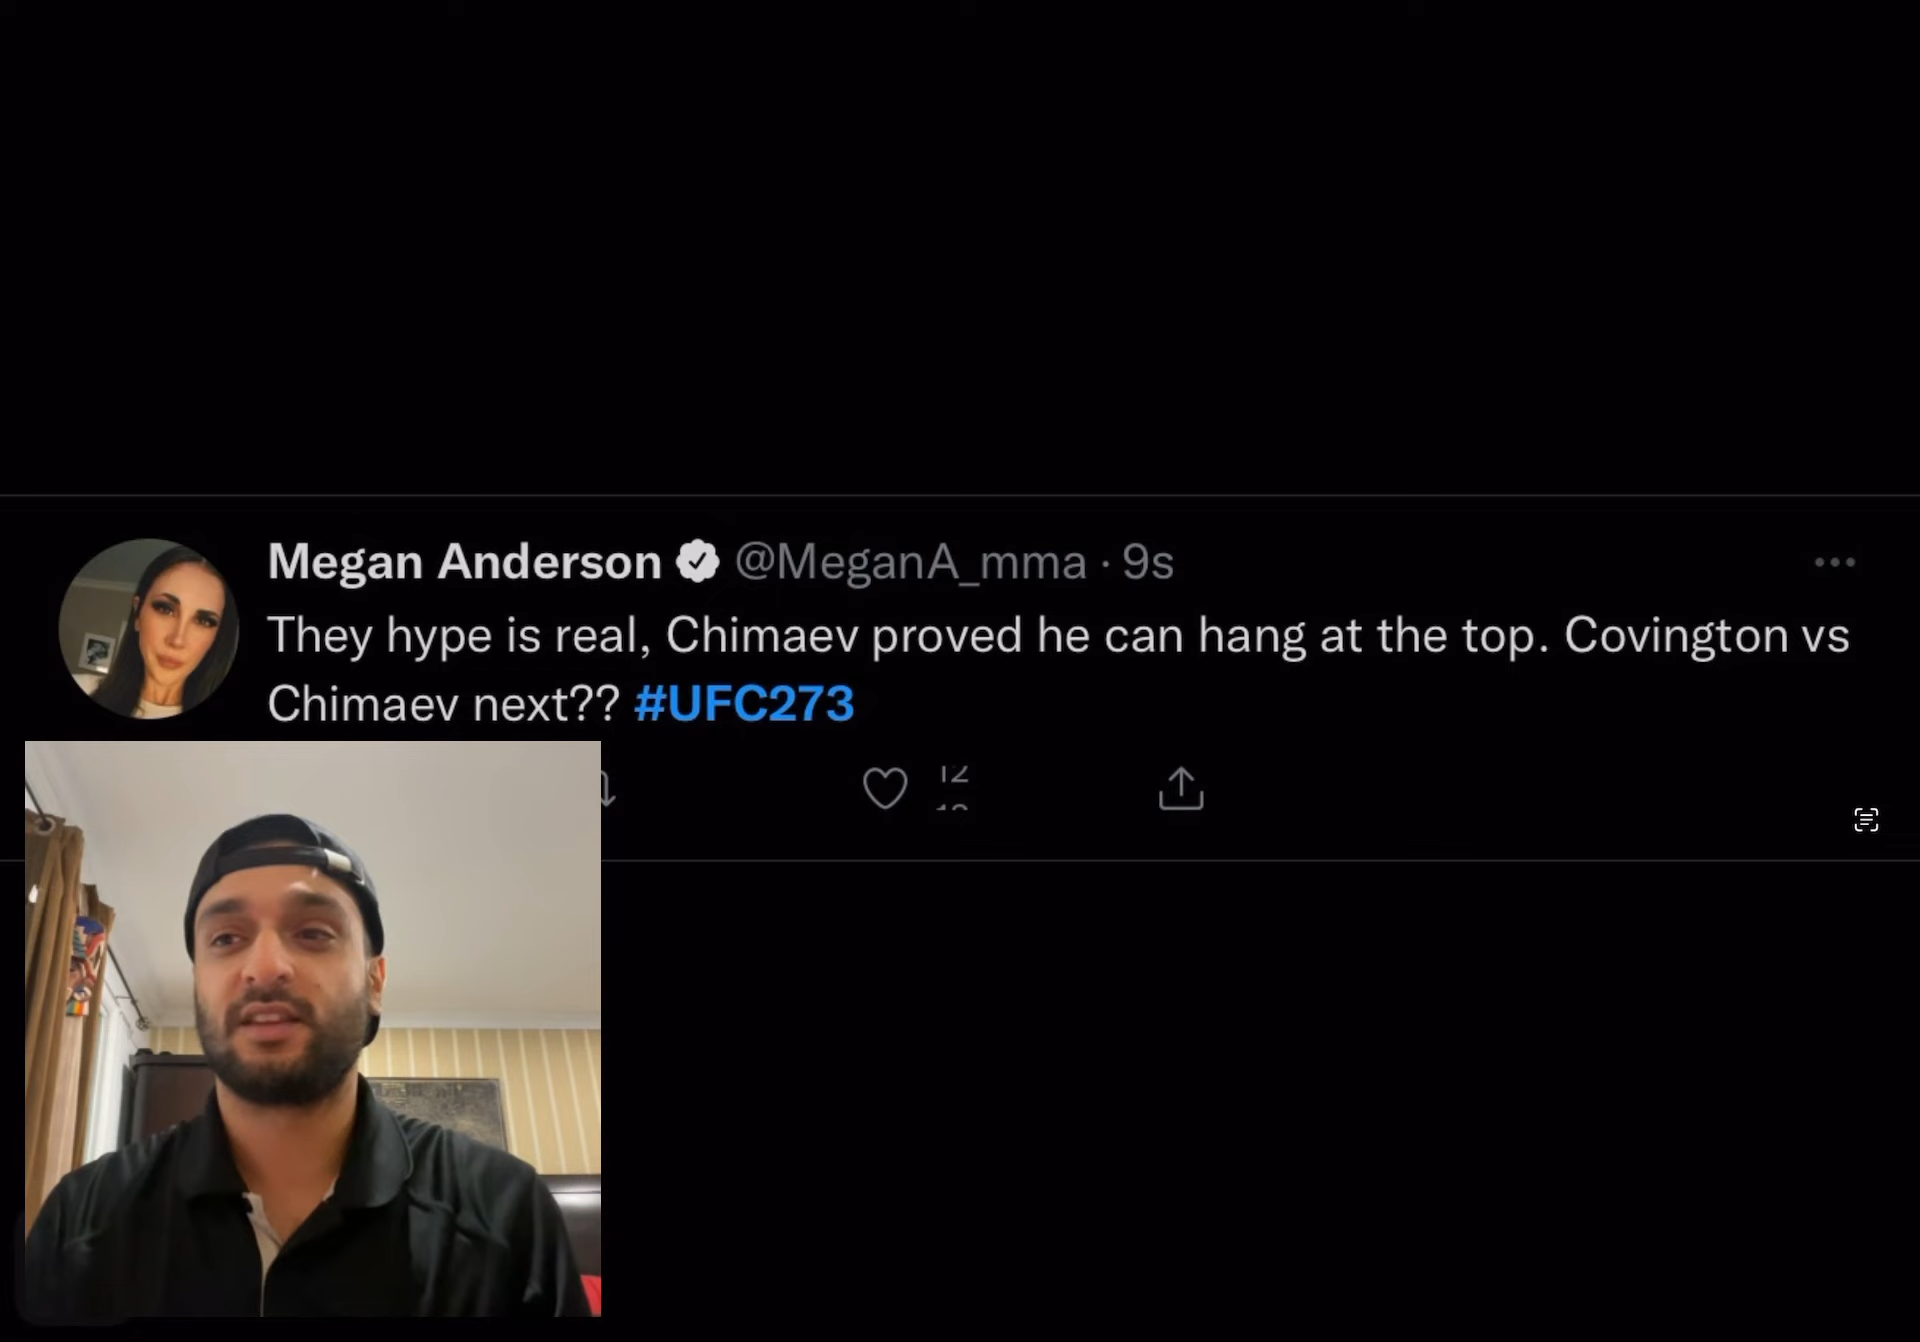 Megan Anderson @MeganA_mma · 9s
They hype is real, Chimaev proved he can hang at the top. Covington vs
Chimaev next?? #UFC273
12